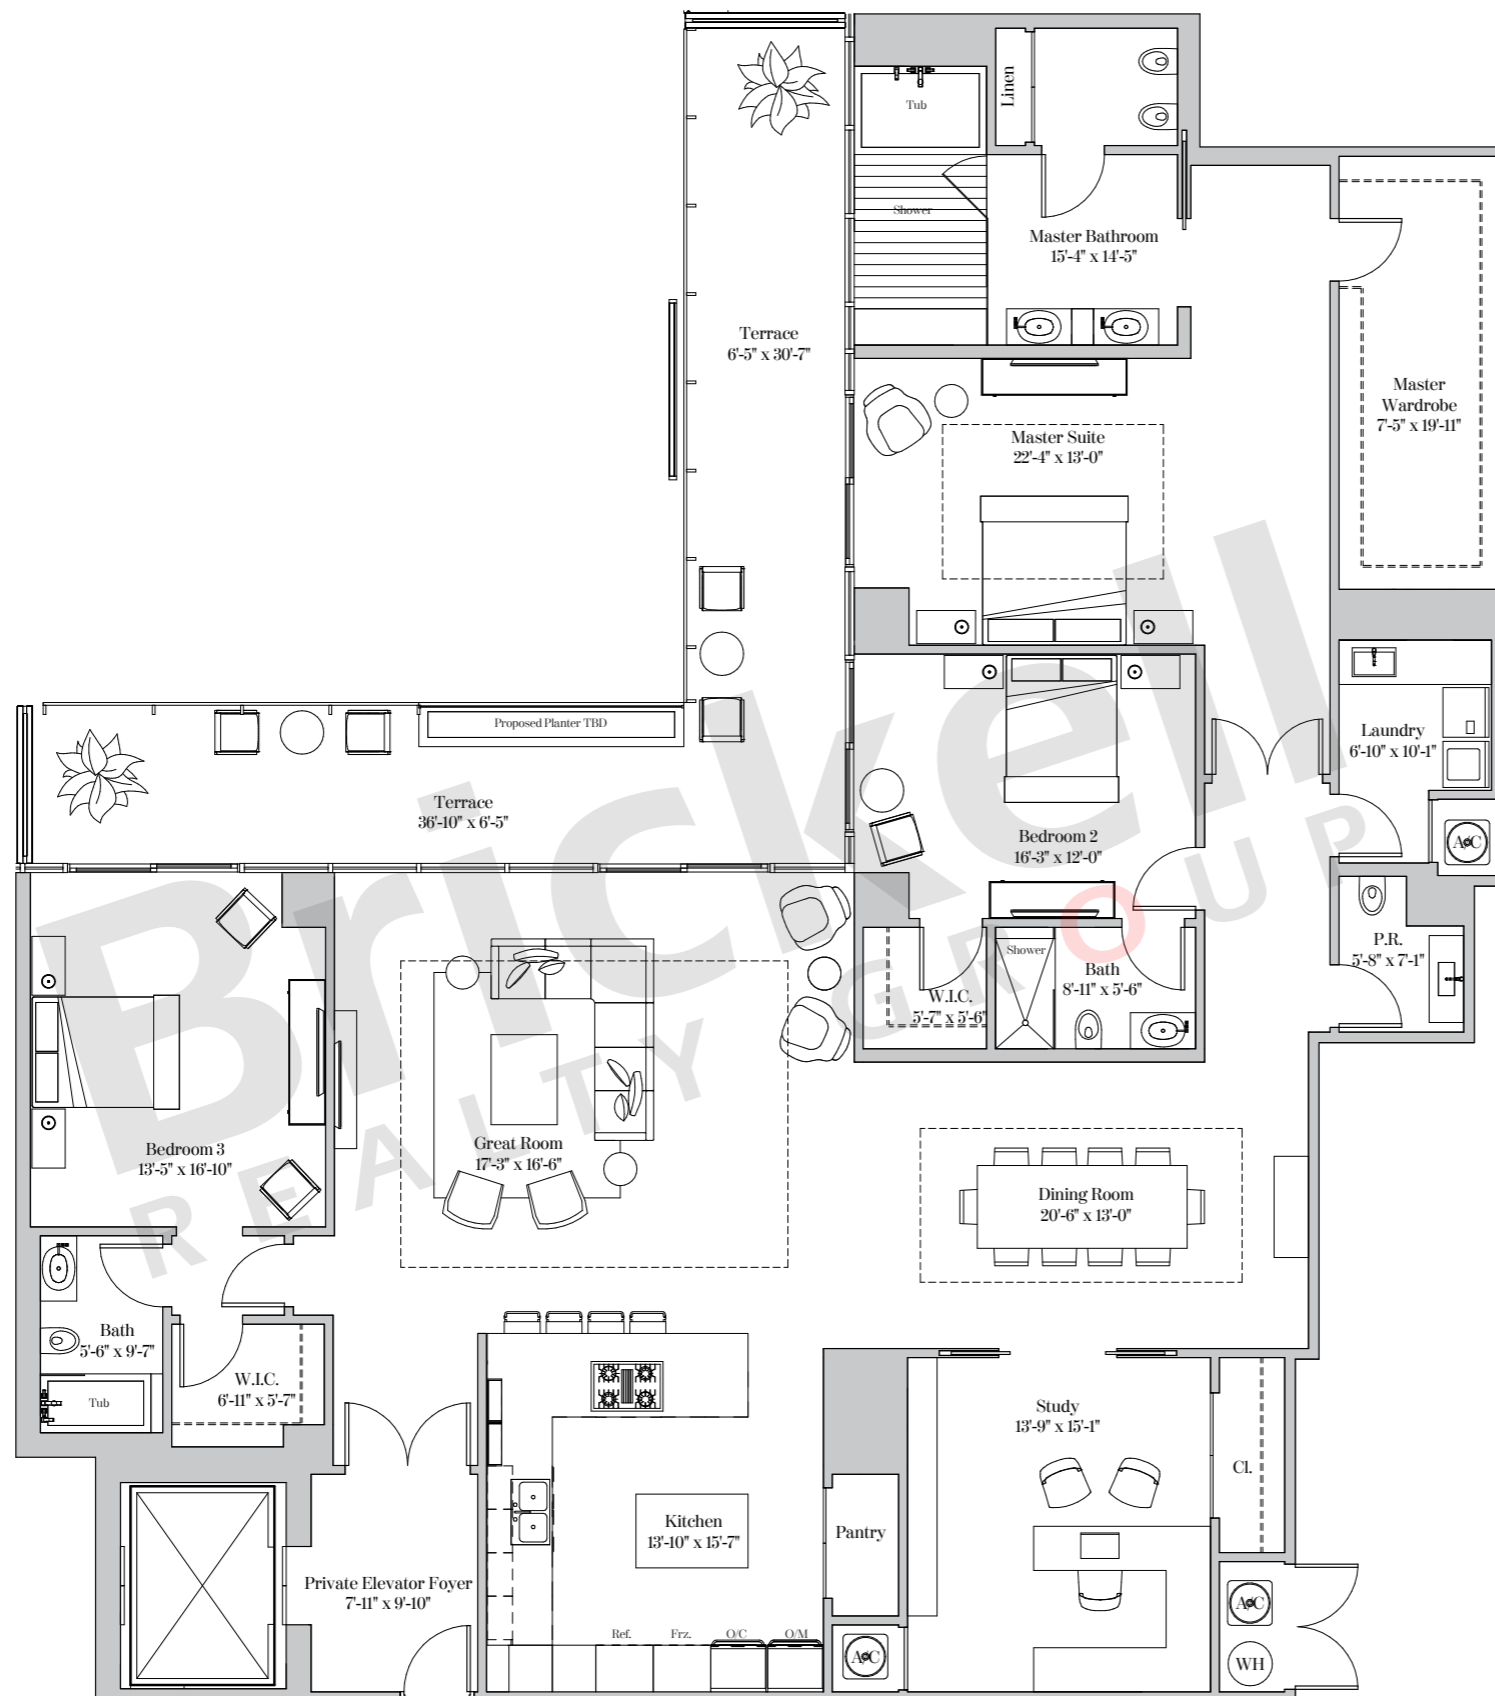 Linen
Tub
Shower
Master Bathroom
15'-4" x 14'-5"
Terrace
6'-5" x 30'-7"
Master
Wardrobe
7'-5" x 19'-11"
Master Suite
22'-4" x 13'-0"
Proposed Planter TBD
Laundry
6'-10" x 10'-1"
Terrace
36'-10" x 6'-5"
Bedroom 2
16'-3" x 12'-0"
A/C
P.R.
5'-8" x 7'-1"
Shower
Bath
8'-11" x 5'-6"
W.I.C.
5'-7" x 5'-6"
Brickell
REALTY GROUP
Bedroom 3
13'-5" x 16'-10"
Great Room
17'-3" x 16'-6"
Dining Room
20'-6" x 13'-0"
Bath
5'-6" x 9'-7"
W.I.C.
6'-11" x 5'-7"
Tub
Study
13'-9" x 15'-1"
Cl.
Kitchen
13'-10" x 15'-7"
Pantry
Private Elevator Foyer
7'-11" x 9'-10"
Ref.
Frz.
O/C
O/M
A/C
A/C
WH